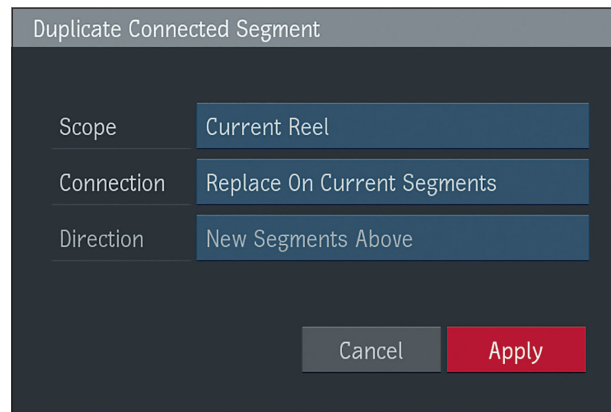 Duplicate Connected Segment
Scope Current Reel
Connection Replace On Current Segments
Direction New Segments Above
Cancel Apply